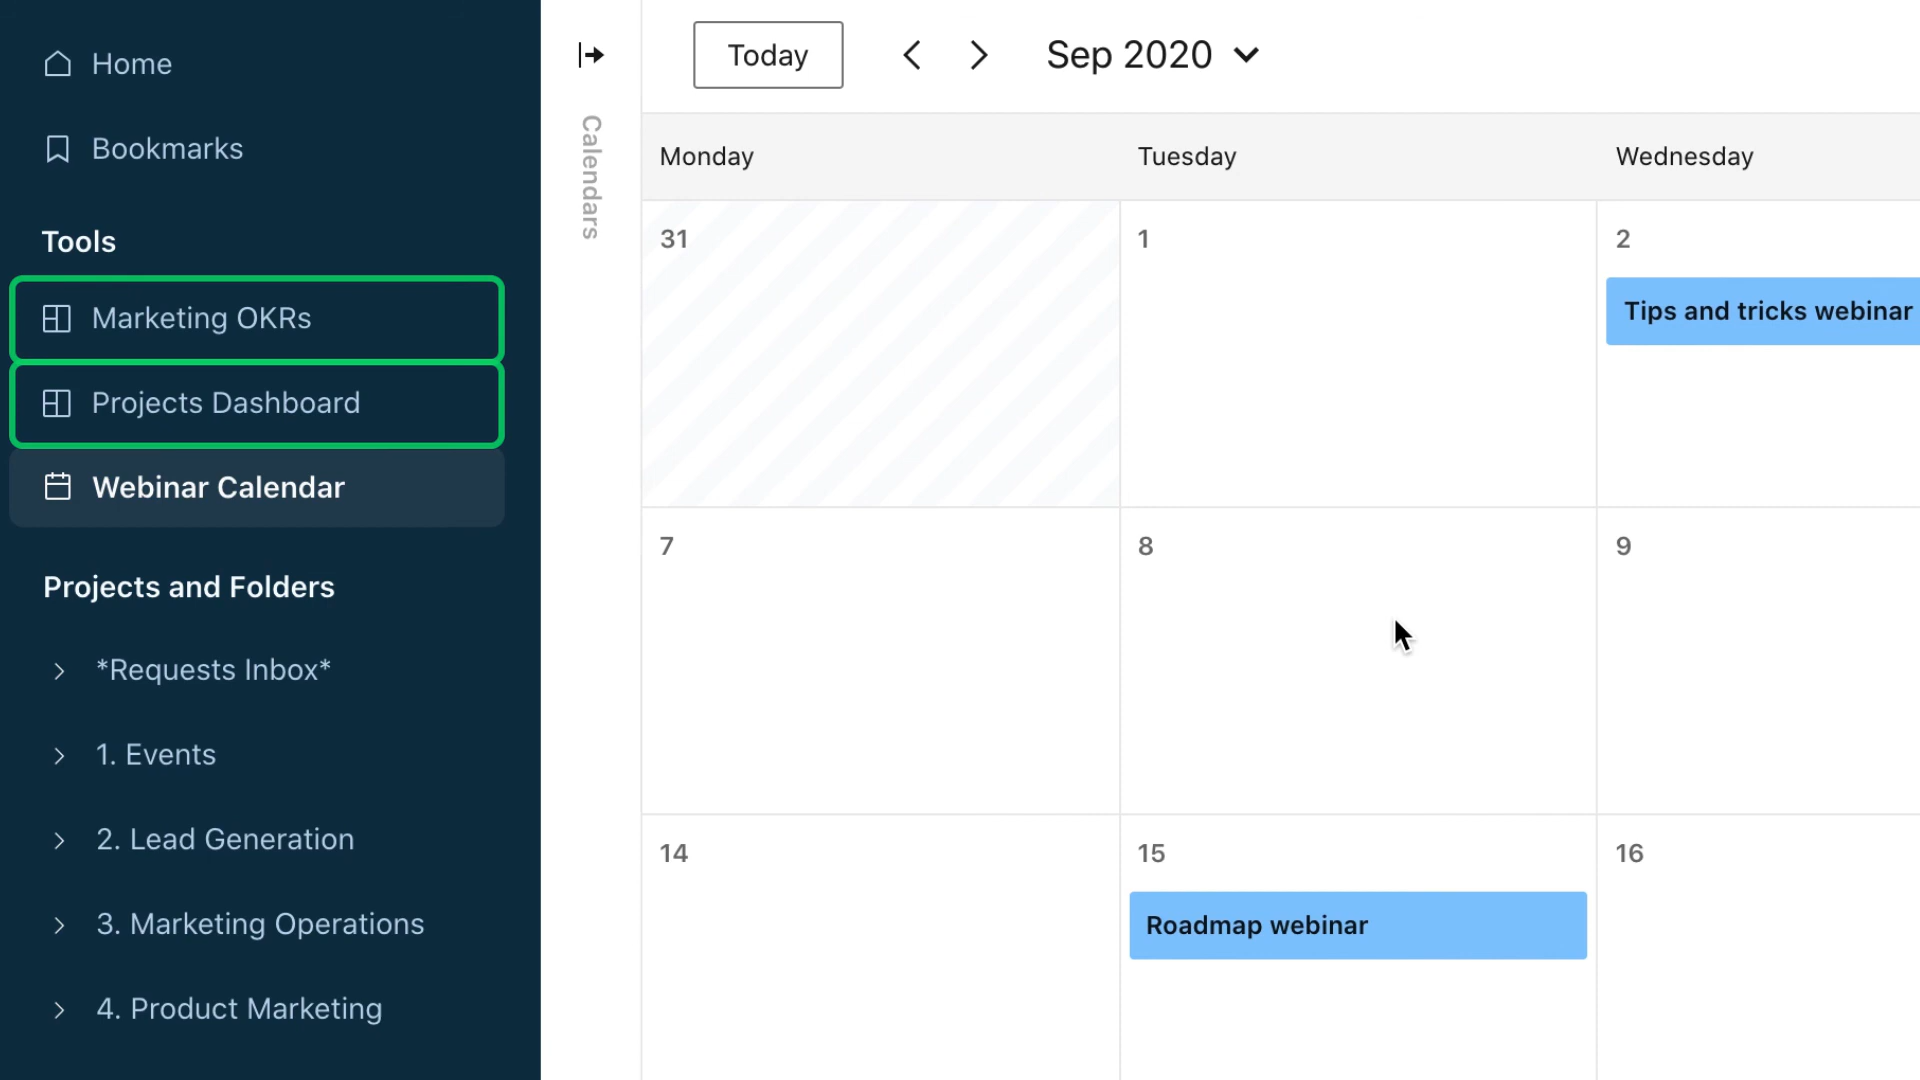 Home
Bookmarks
Tools
Marketing OKRs
Projects Dashboard
Webinar Calendar
Projects and Folders
*Requests Inbox*
1. Events
2. Lead Generation
3. Marketing Operations
4. Product Marketing
Calendars
Today
Sep 2020
Monday
Tuesday
Wednesday
31
1
2
Tips and tricks webinar
7
8
9
14
15
16
Roadmap webinar